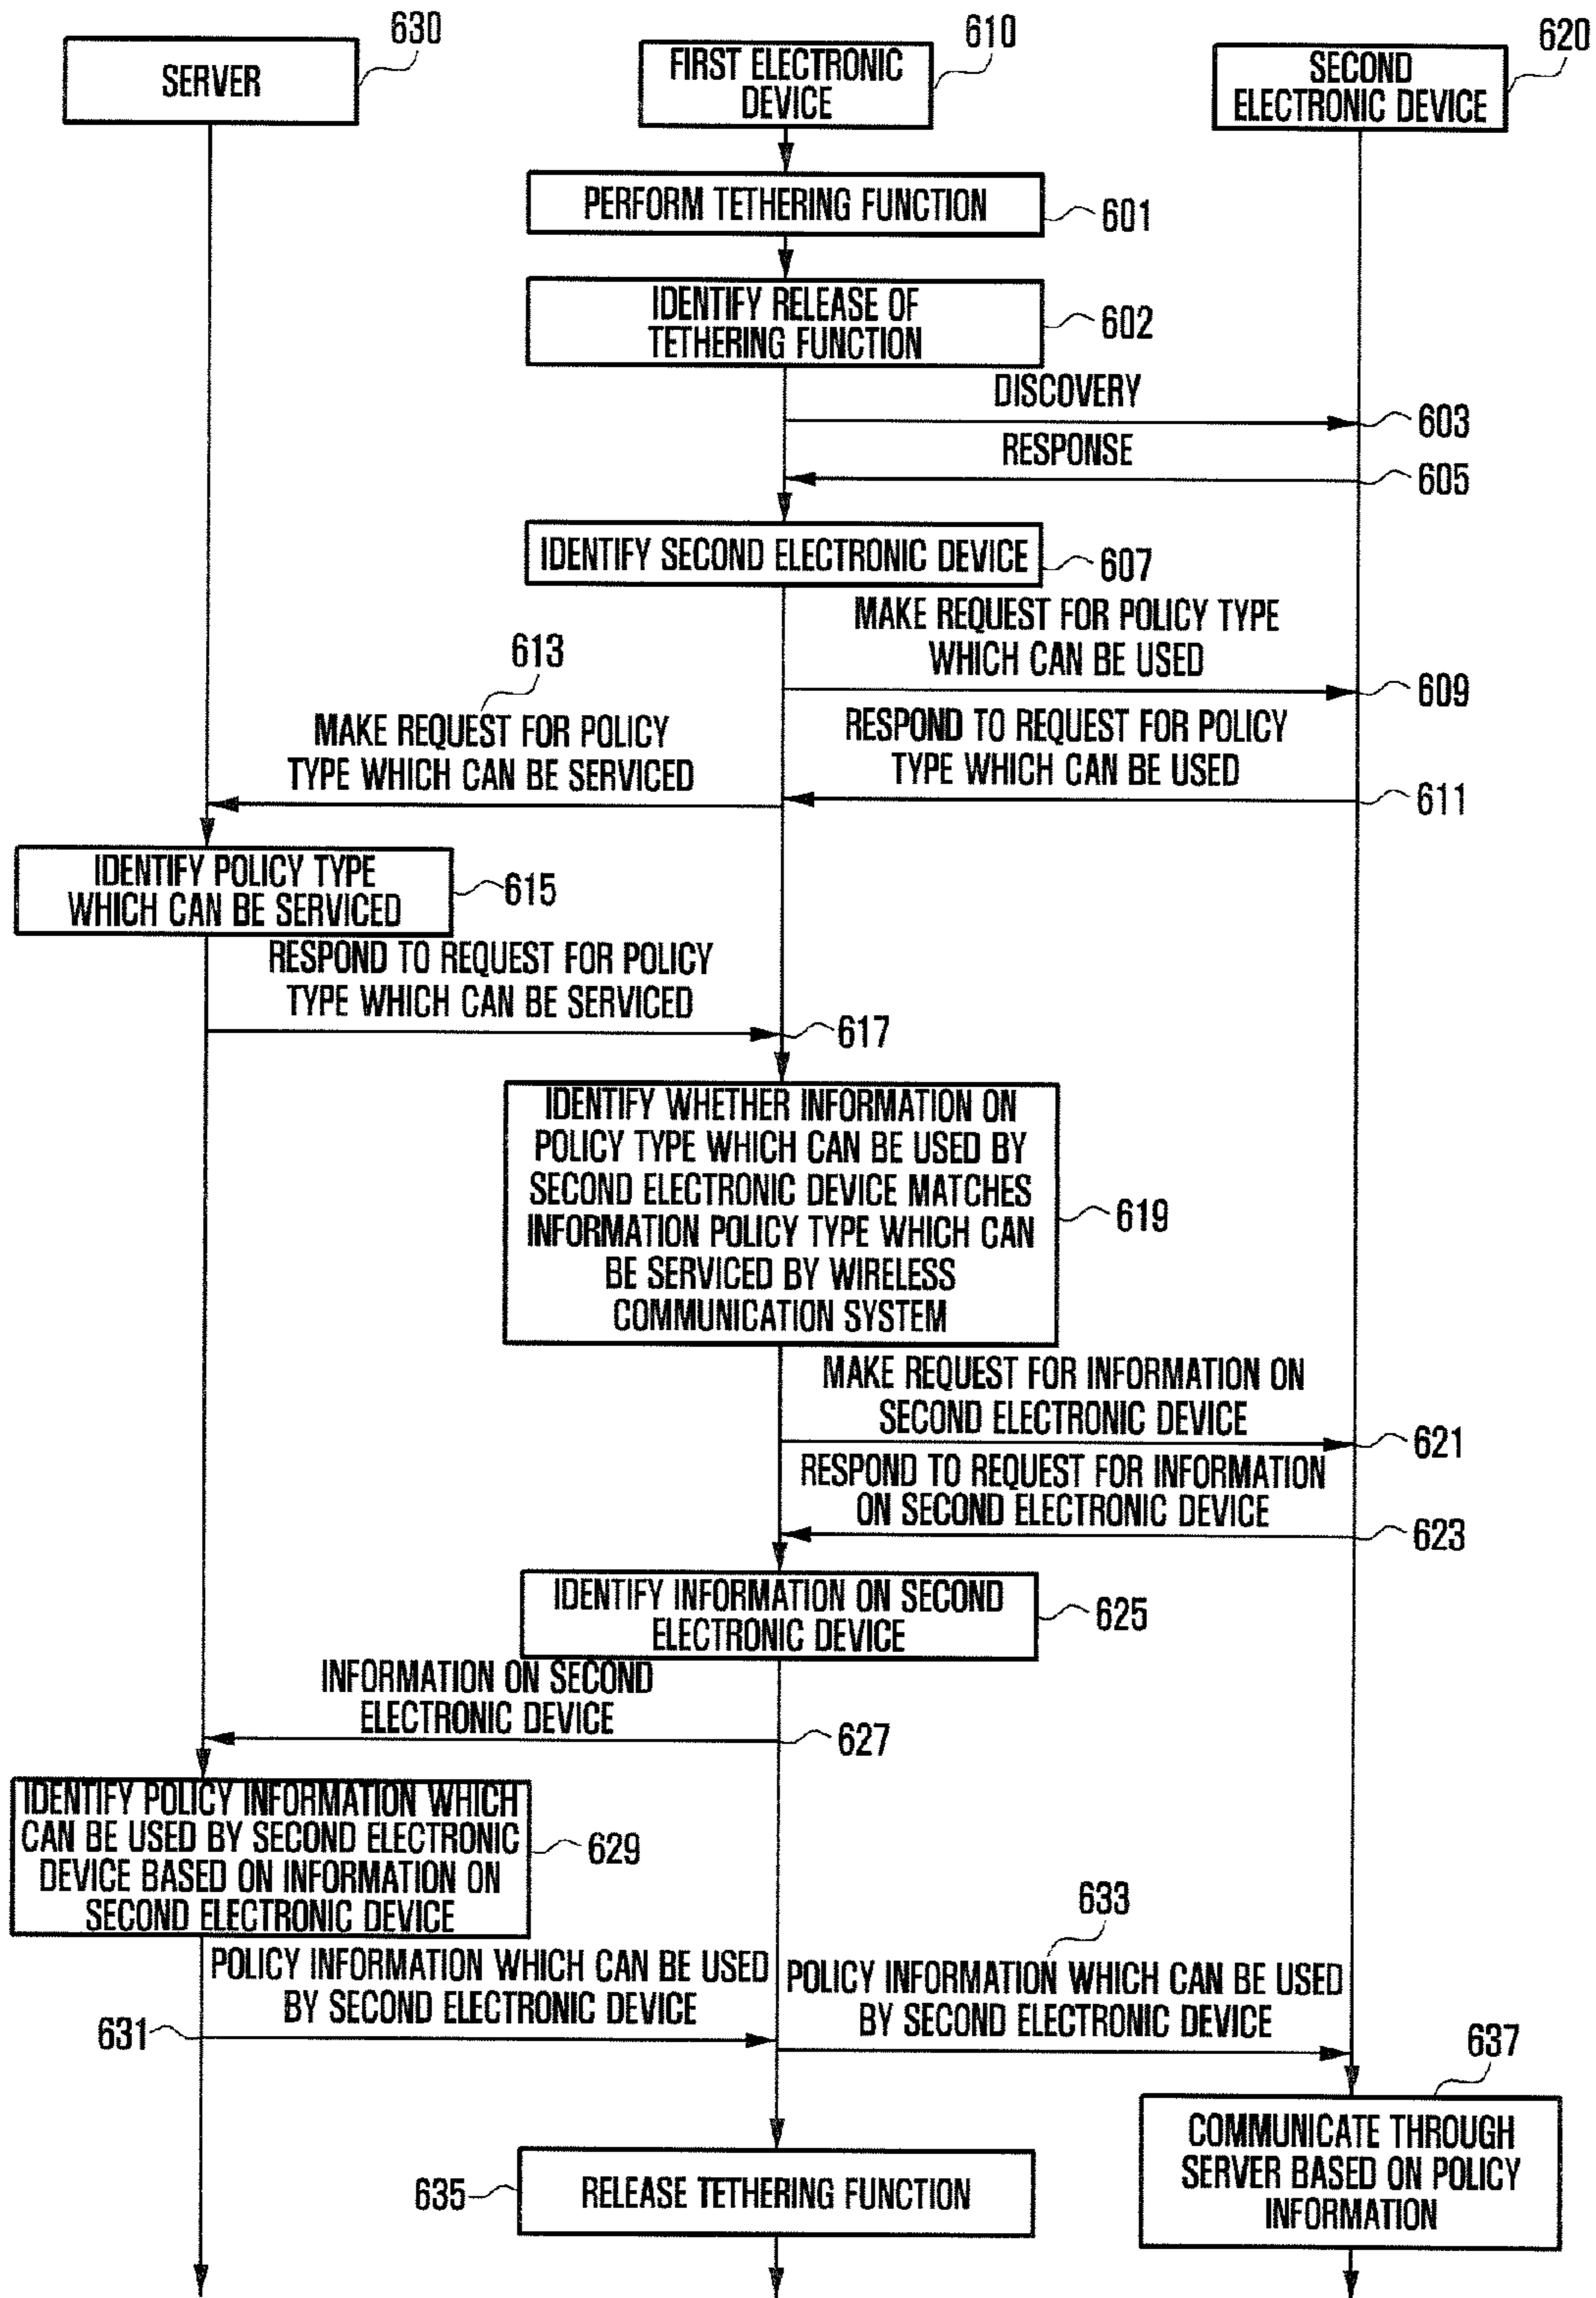 630
SERVER
610
FIRST ELECTRONIC
DEVICE
620
SECOND
ELECTRONIC DEVICE
PERFORM TETHERING FUNCTION
601
IDENTIFY RELEASE OF
TETHERING FUNCTION
602
DISCOVERY
603
RESPONSE
605
IDENTIFY SECOND ELECTRONIC DEVICE
607
MAKE REQUEST FOR POLICY TYPE
WHICH CAN BE USED
609
613
MAKE REQUEST FOR POLICY
TYPE WHICH CAN BE SERVICED
RESPOND TO REQUEST FOR POLICY
TYPE WHICH CAN BE USED
611
IDENTIFY POLICY TYPE
WHICH CAN BE SERVICED
615
RESPOND TO REQUEST FOR POLICY
TYPE WHICH CAN BE SERVICED
617
IDENTIFY WHETHER INFORMATION ON
POLICY TYPE WHICH CAN BE USED BY
SECOND ELECTRONIC DEVICE MATCHES
INFORMATION POLICY TYPE WHICH CAN
BE SERVICED BY WIRELESS
COMMUNICATION SYSTEM
619
MAKE REQUEST FOR INFORMATION ON
SECOND ELECTRONIC DEVICE
621
RESPOND TO REQUEST FOR INFORMATION
ON SECOND ELECTRONIC DEVICE
623
IDENTIFY INFORMATION ON SECOND
ELECTRONIC DEVICE
625
INFORMATION ON SECOND
ELECTRONIC DEVICE
627
IDENTIFY POLICY INFORMATION WHICH
CAN BE USED BY SECOND ELECTRONIC
DEVICE BASED ON INFORMATION ON
SECOND ELECTRONIC DEVICE
629
POLICY INFORMATION WHICH CAN BE USED
BY SECOND ELECTRONIC DEVICE
631
633
POLICY INFORMATION WHICH CAN BE USED
BY SECOND ELECTRONIC DEVICE
637
COMMUNICATE THROUGH
SERVER BASED ON POLICY
INFORMATION
635
RELEASE TETHERING FUNCTION